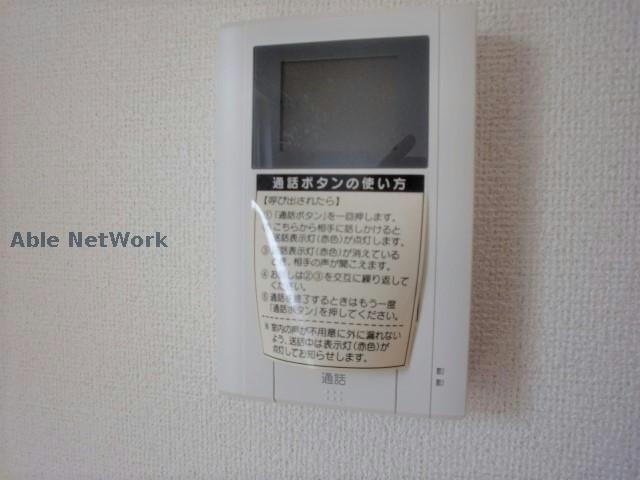 通話ボタンの使い方
【呼び出されたら】
①「通話ボタン」を一回押します。
こちらから相手に話しかけると
送話表示灯(赤色)が点灯します。
③送話表示灯(赤色)が消えている
とき、相手の声が聞こえます。
④お話しは②③を交互に繰り返して
ください。
⑤通話を終了するときはもう一度
「通話ボタン」を押してください。
※室内の声が不用意に外に漏れない
よう、送話中は表示灯(赤色)が
点灯してお知らせします。
Able NetWork
通話